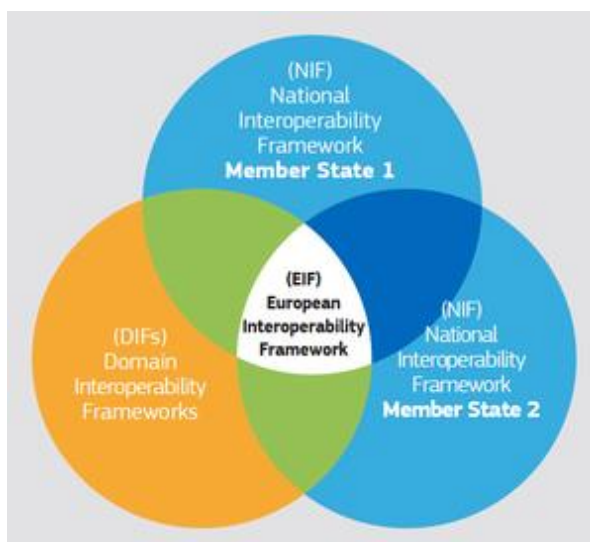 (NIF)
National
Interoperability
Framework
Member State 1
(EIF)
European
Interoperability
Framework
(DIFs)
Domain
Interoperability
Frameworks
(NIF)
National
Interoperability
Framework
Member State 2